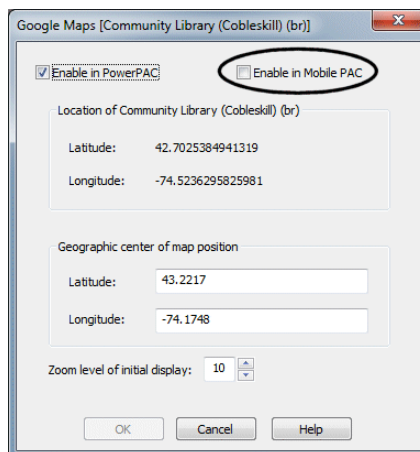 Google Maps [Community Library (Cobleskill) (br)]
Enable in PowerPAC Enable in Mobile PAC
Location of Community Library (Cobleskill) (br)
Latitude: 42.7025384941319
Longitude: -74.5236295825981
Geographic center of map position
Latitude: 43.2217
Longitude: -74.1748
Zoom level of initial display: 10
OK Cancel Help